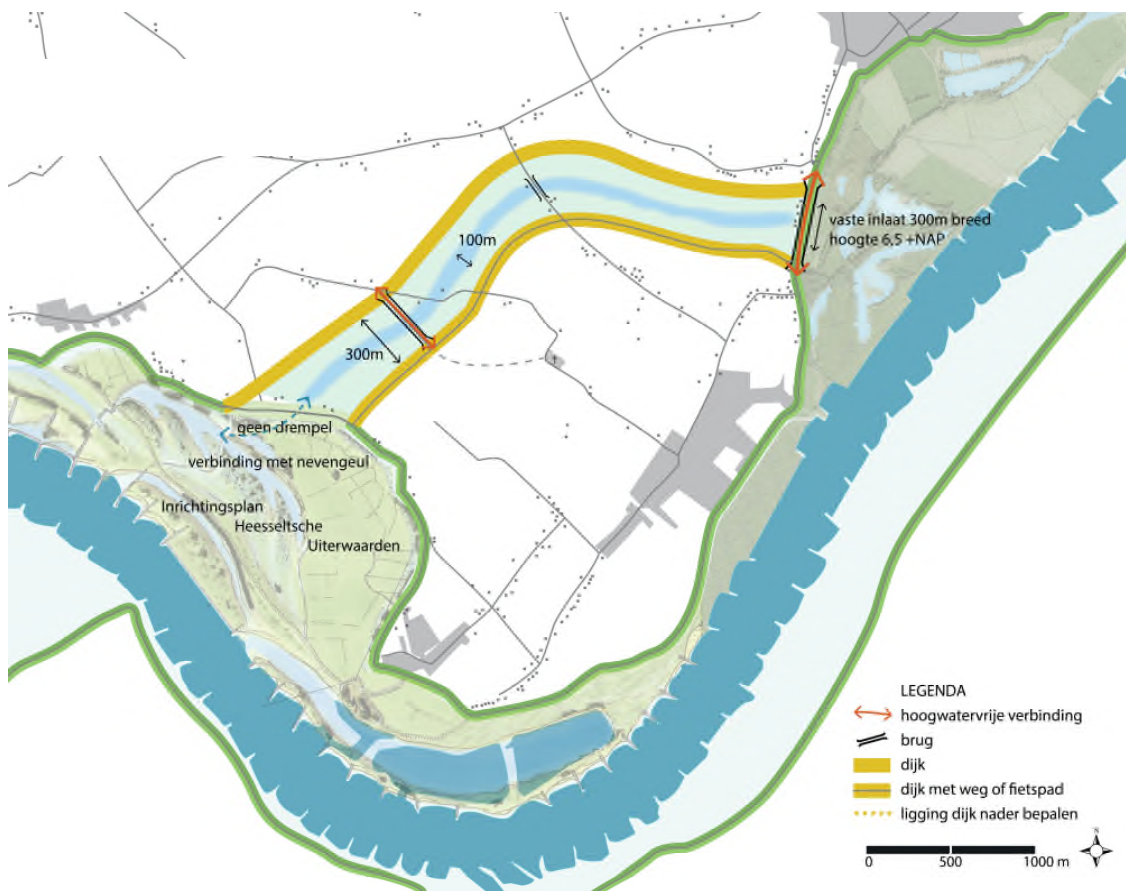 vaste inlaat 300m breed
hoogte 6,5 +NAP
100m
300m
geen drempel
verbinding met nevengeul
Inrichtingsplan
Heesseltsche
Uiterwaarden
LEGENDA
hoogwatervrije verbinding
brug
dijk
dijk met weg of fietspad
ligging dijk nader bepalen
N
0 500 1000 m